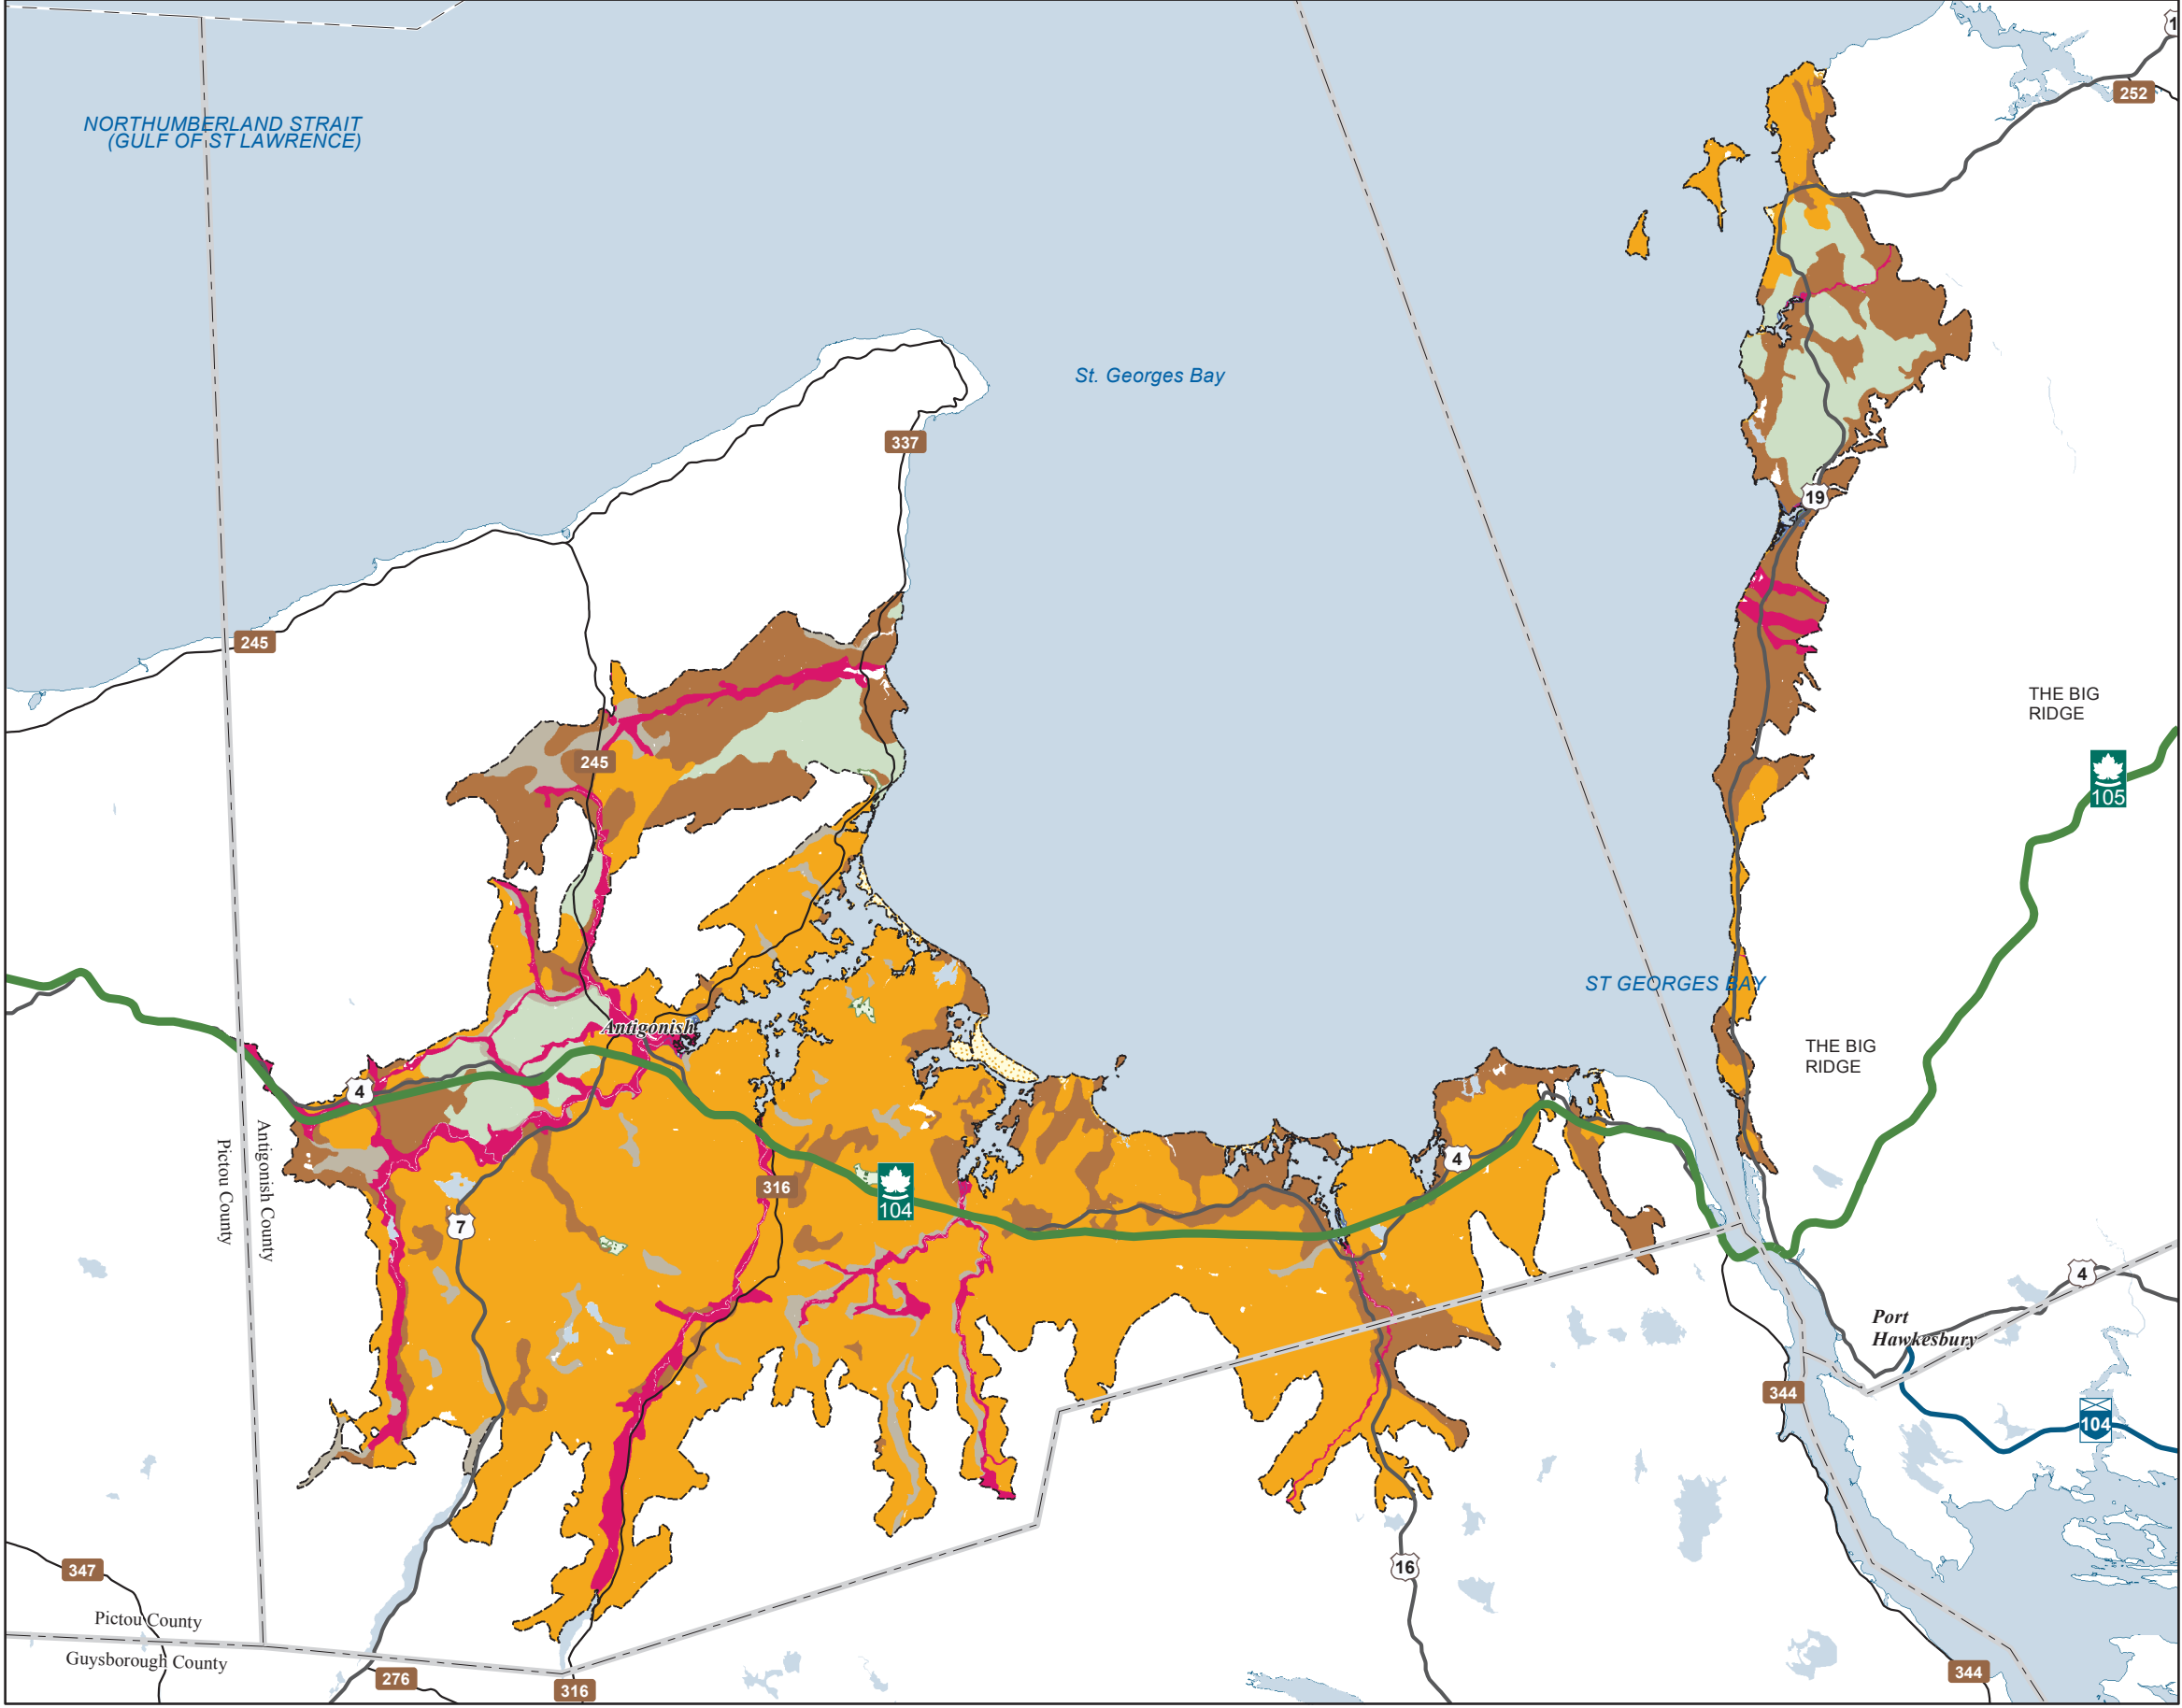 1
252
NORTHUMBERLAND STRAIT
(GULF OF ST LAWRENCE)
St. Georges Bay
337
19
245
THE BIG
RIDGE
245
105
ST GEORGES BAY
Antigonish
THE BIG
RIDGE
4
Antigonish County
Pictou County
4
316
104
7
4
Port
Hawkesbury
344
104
347
16
Pictou County
Guysborough County
276
316
344